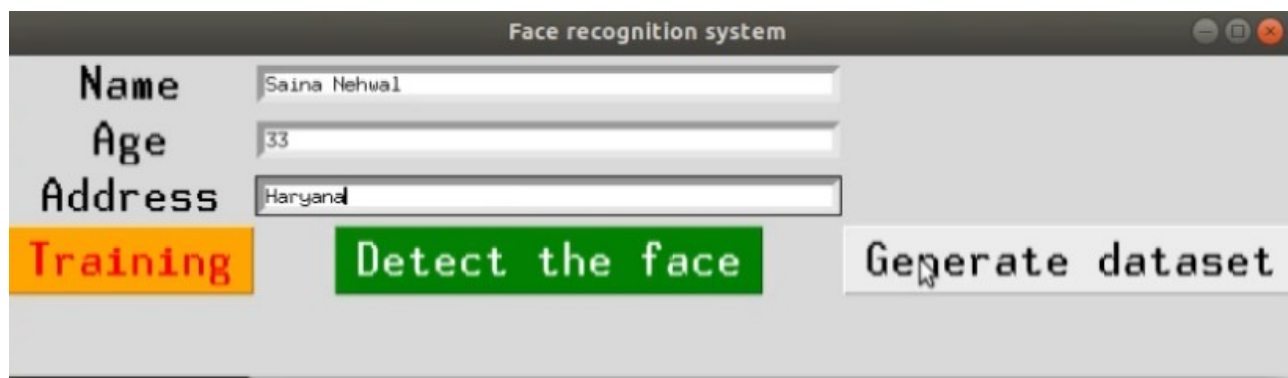 Face recognition system
Name Saina Nehwal
Age 33
Address Haryana
Training Detect the face Generate dataset